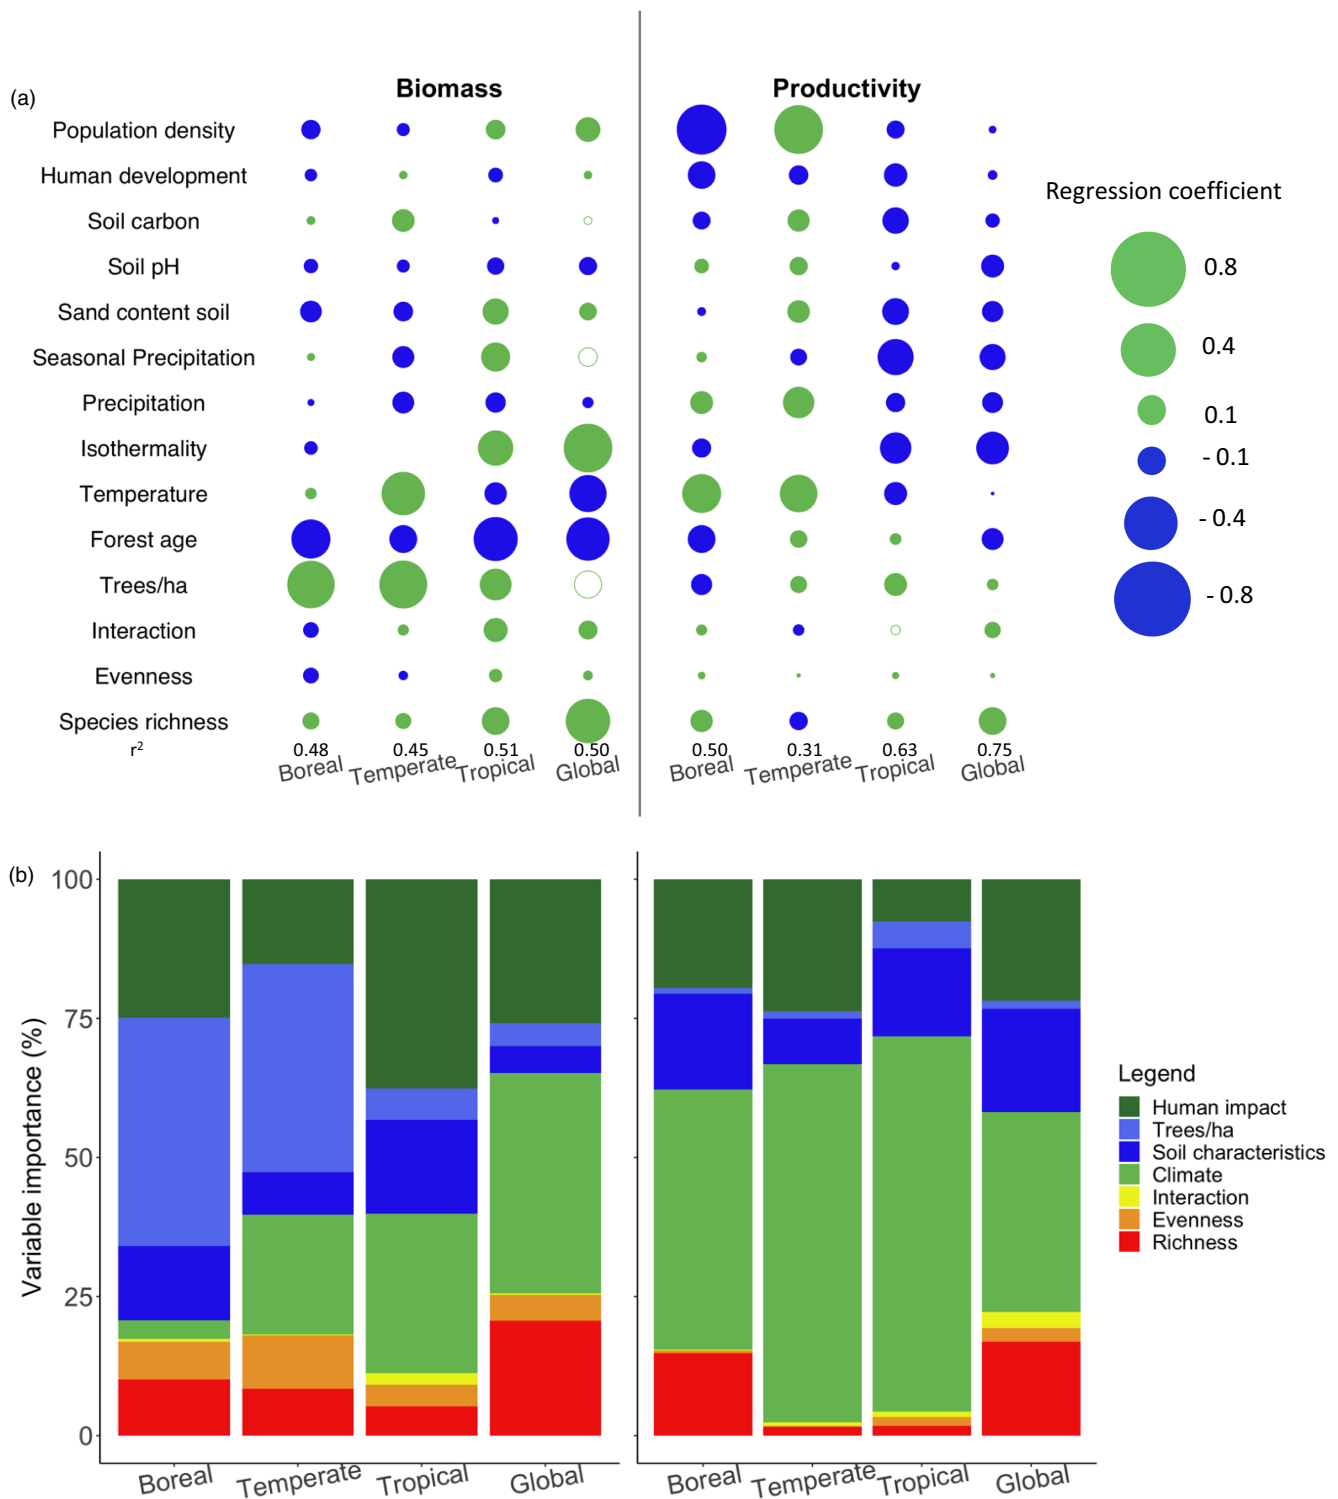 (a)
Biomass
Productivity
Population density
Human development
Soil carbon
Soil pH
Sand content soil
Seasonal Precipitation
Precipitation
Isothermality
Temperature
Forest age
Trees/ha
Interaction
Evenness
Species richness
r²
0.48 0.45 0.51 0.50
Boreal Temperate Tropical Global
0.50 0.31 0.63 0.75
Boreal Temperate Tropical Global
Regression coefficient
0.8
0.4
0.1
- 0.1
- 0.4
- 0.8
(b)
Variable importance (%)
100
75
50
25
0
Boreal Temperate Tropical Global
Boreal Temperate Tropical Global
Legend
Human impact
Trees/ha
Soil characteristics
Climate
Interaction
Evenness
Richness